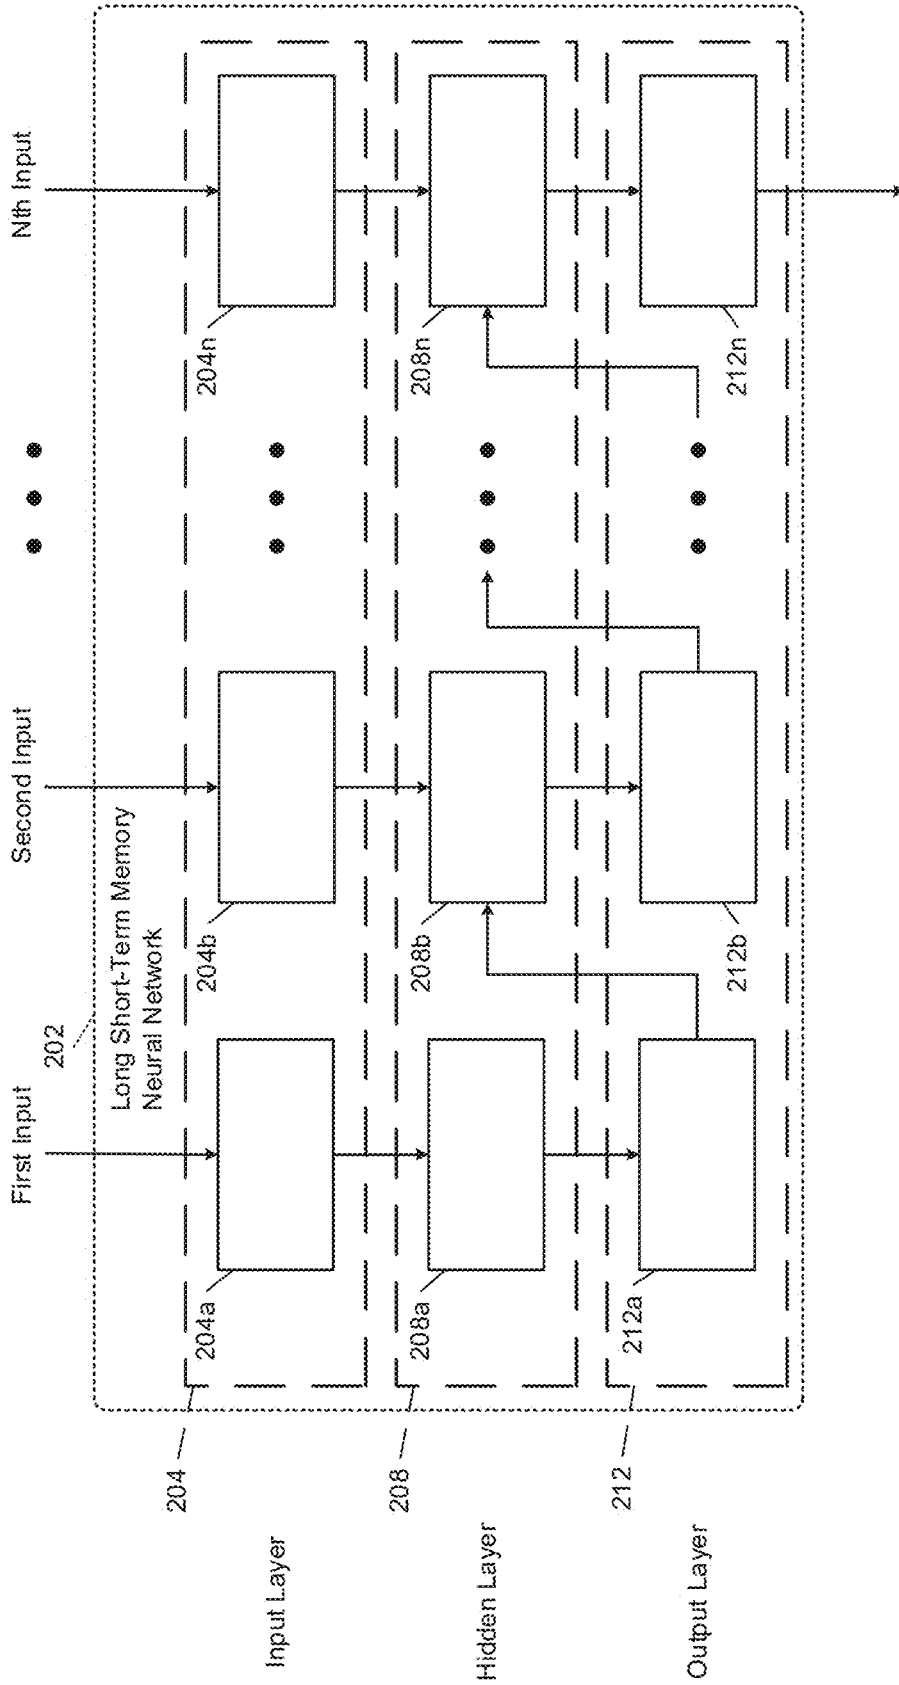 First Input
Second Input
Nth Input
202
Long Short-Term Memory
Neural Network
Input Layer
204
204a
204b
204n
Hidden Layer
208
208a
208b
208n
Output Layer
212
212a
212b
212n